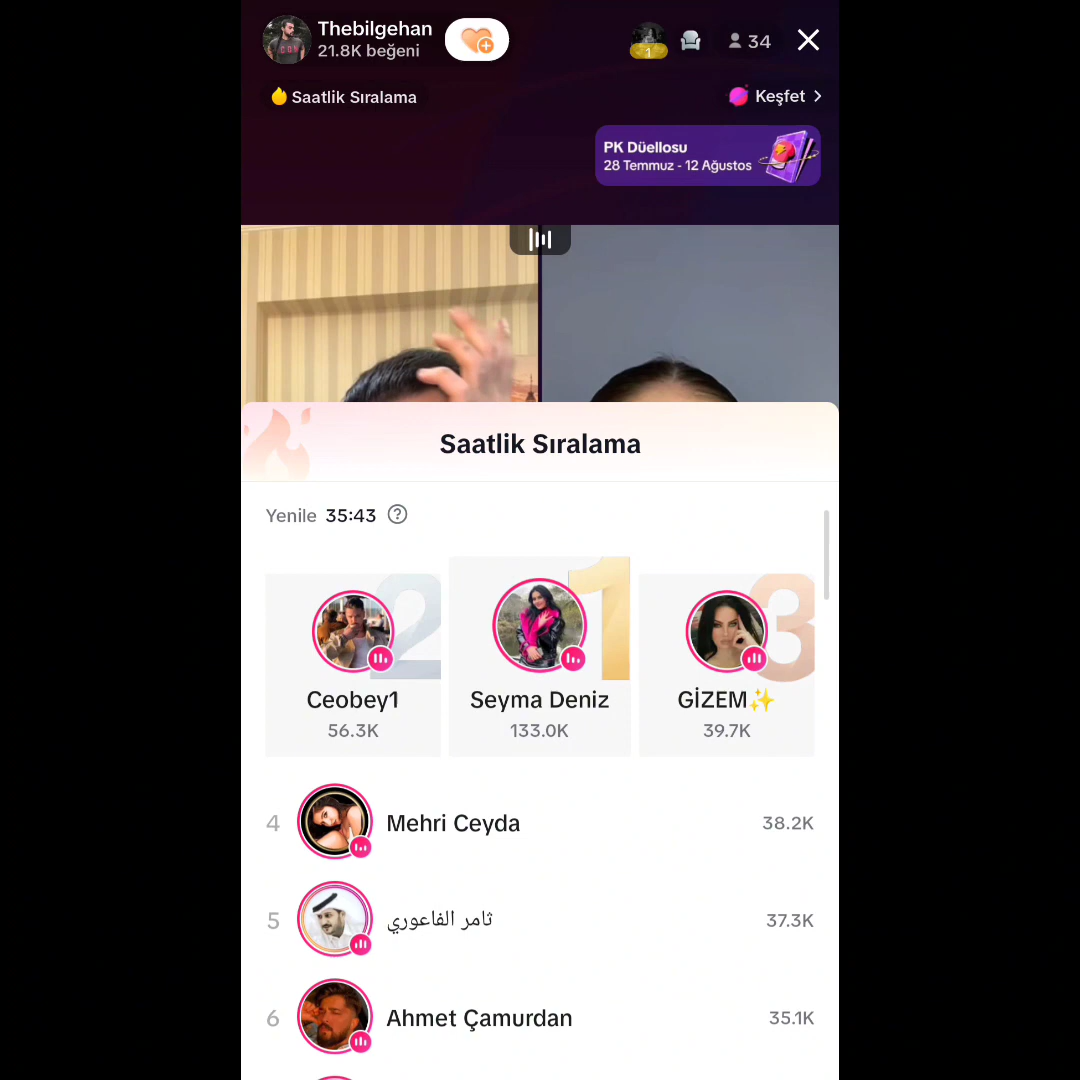 Thebilgehan
21.8K beğeni
1
34
Saatlik Sıralama
Keşfet
PK Düellosu
28 Temmuz - 12 Ağustos
Saatlik Sıralama
Yenile 35:43
2
1
3
Ceobey1
56.3K
Seyma Deniz
133.0K
GİZEM✨
39.7K
4 Mehri Ceyda 38.2K
5 ثامر الفاعوري 37.3K
6 Ahmet Çamurdan 35.1K